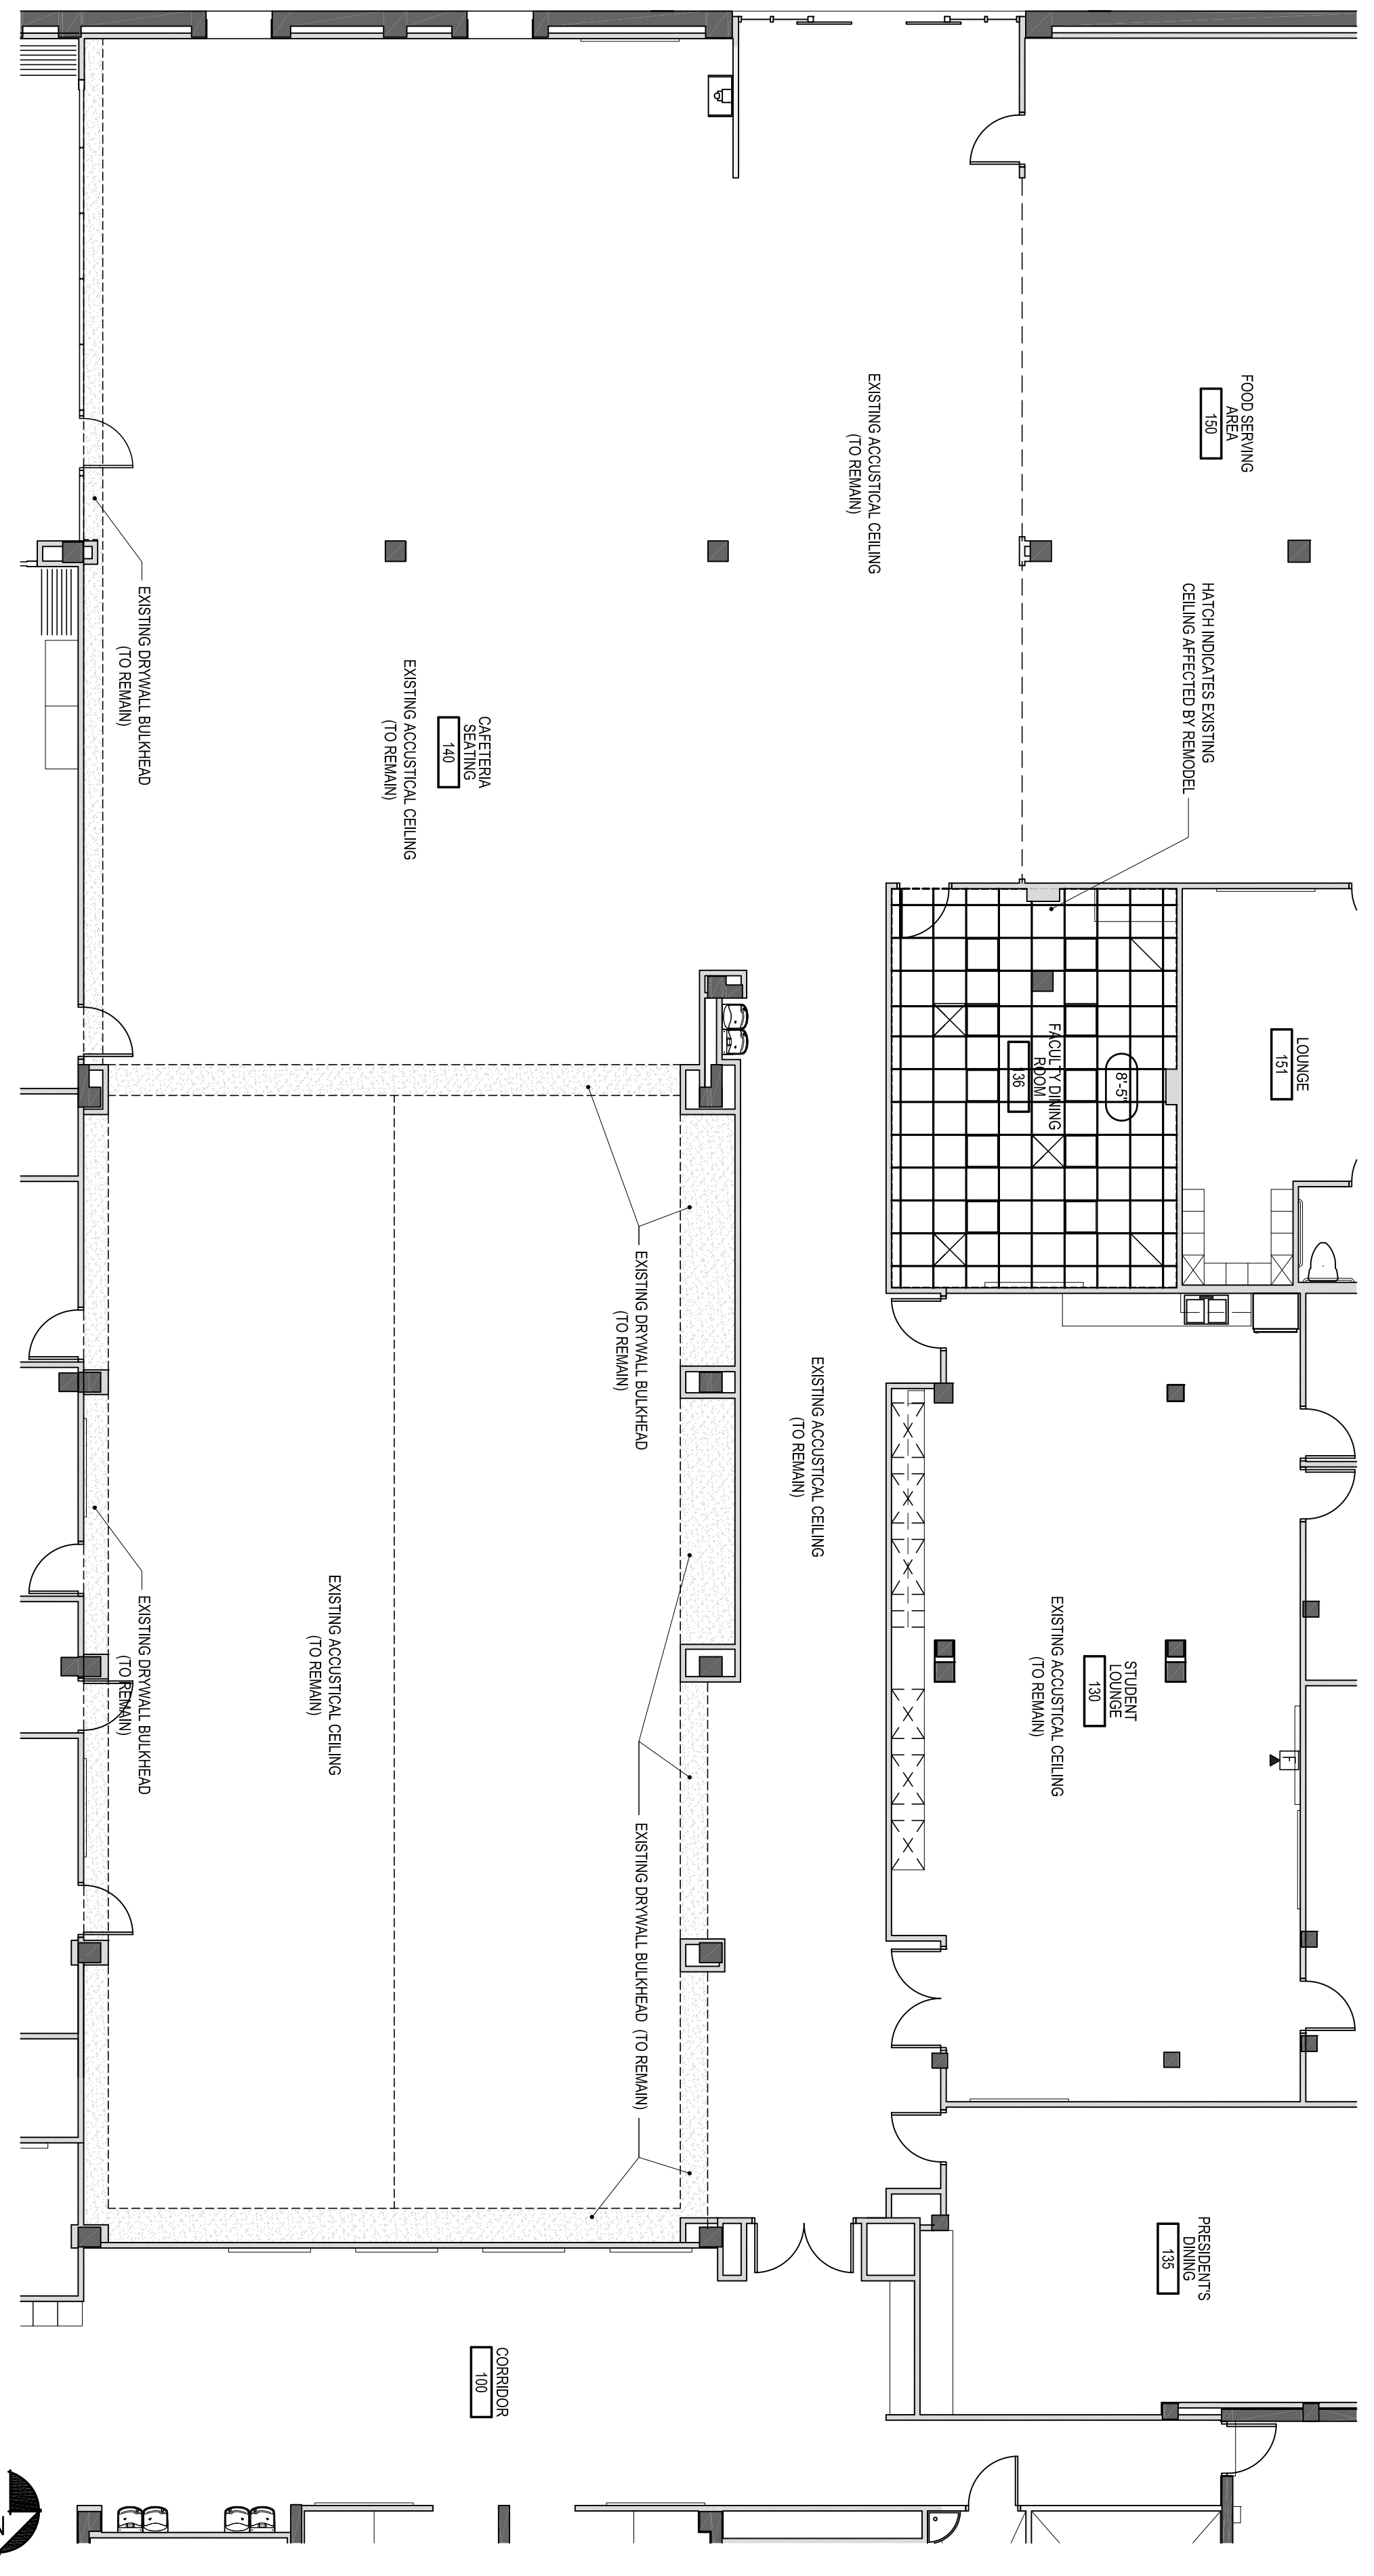 FOOD SERVING
AREA
150
EXISTING ACCUSTICAL CEILING
(TO REMAIN)
HATCH INDICATES EXISTING
CEILING AFFECTED BY REMODEL
EXISTING DRYWALL BULKHEAD
(TO REMAIN)
CAFETERIA
SEATING
140
EXISTING ACCUSTICAL CEILING
(TO REMAIN)
LOUNGE
151
8'-5"
FACULTY DINING
ROOM
136
EXISTING DRYWALL BULKHEAD
(TO REMAIN)
EXISTING ACCUSTICAL CEILING
(TO REMAIN)
STUDENT
LOUNGE
130
EXISTING ACCUSTICAL CEILING
(TO REMAIN)
F
EXISTING ACCUSTICAL CEILING
(TO REMAIN)
EXISTING DRYWALL BULKHEAD
(TO REMAIN)
EXISTING DRYWALL BULKHEAD (TO REMAIN)
PRESIDENT'S
DINING
135
CORRIDOR
100
N